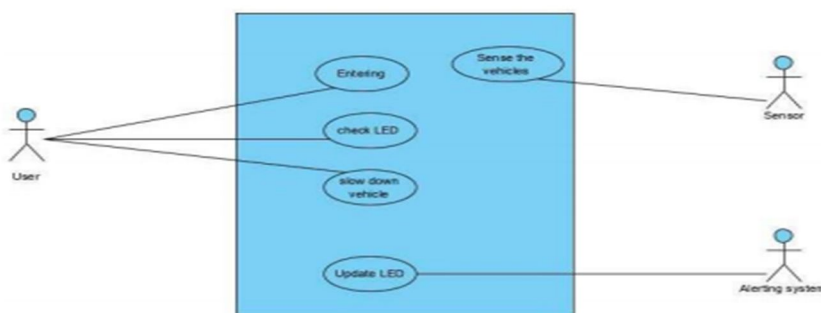 Entering
Sense the
vehicles
check LED
Sensor
User
slow down
vehicle
Update LED
Alerting system